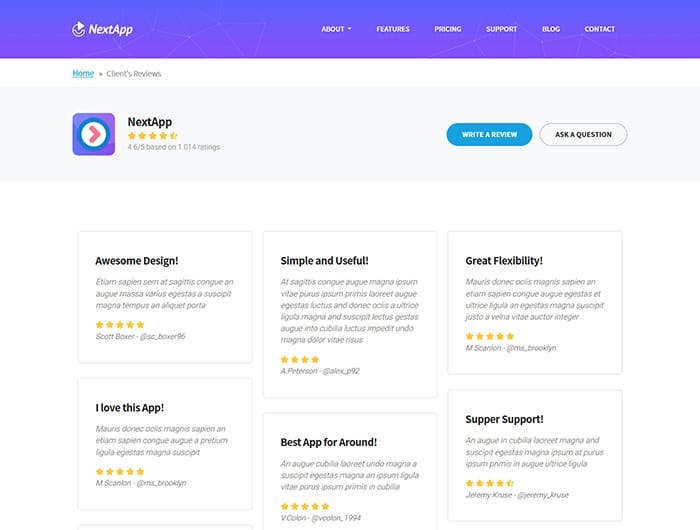 NextApp
ABOUT
FEATURES
PRICING
SUPPORT
BLOG
CONTACT
Home » Client's Reviews
NextApp
4.6/5 based on 1.014 ratings
WRITE A REVIEW
ASK A QUESTION
Awesome Design!
Etiam sapien sem at sagittis congue an
augue massa varius egestas a suscipit
magna tempus an aliquet porta
Scott Boxer - @sc_boxer96
I love this App!
Mauris donec ociis magnis sapien an
etiam sapien congue augue a pretium
ligula egestas magna suscipit
M.Scanlon - @ms_brooklyn
Simple and Useful!
At sagittis congue augue magna ipsum
vitae purus ipsum primis laoreet augue
egestas luctus and donec ociis a ultrice
ligula magna and suscipit lectus gestas
augue into cubilia luctus impedit undo
magna dolor vitae risus
A.Peterson - @alex_p92
Best App for Around!
An augue cubilia laoreet undo magna a
suscipit egestas magna an ipsum ligula
vitae purus ipsum primis in cubilia
V.Colon - @vcolon_1994
Great Flexibility!
Mauris donec ociis magnis sapien an
etiam sapien congue augue egestas et
ultrice ligula an egestas magna suscipit
justo a velna vitae auctor integer
M.Scanlon - @ms_brooklyn
Supper Support!
An augue in cubilia laoreet magna and
suscipit egestas magna ipsum at purus
ipsum primis in augue ultrice ligula
Jeremy Kruse - @jeremy_kruse